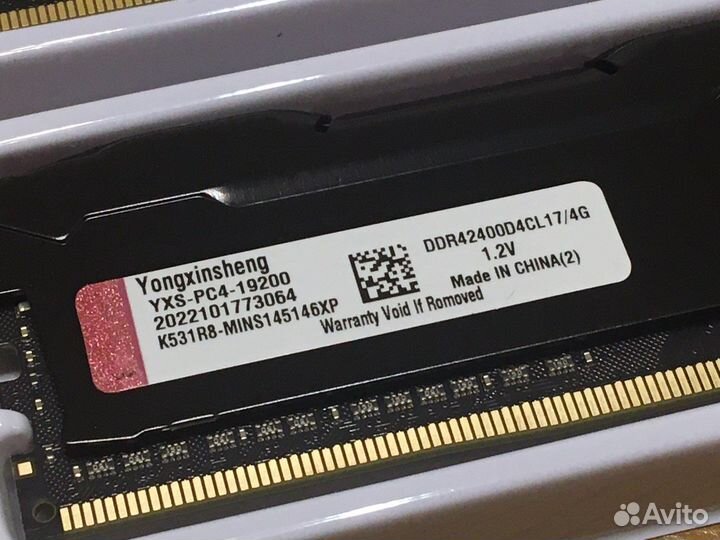 Yongxinsheng
YXS-PC4-19200
2022101773064
K531R8-MINS145146XP
DDR42400D4CL17/4G
1.2V
Made IN CHINA(2)
Warranty Void If Romoved
Avito